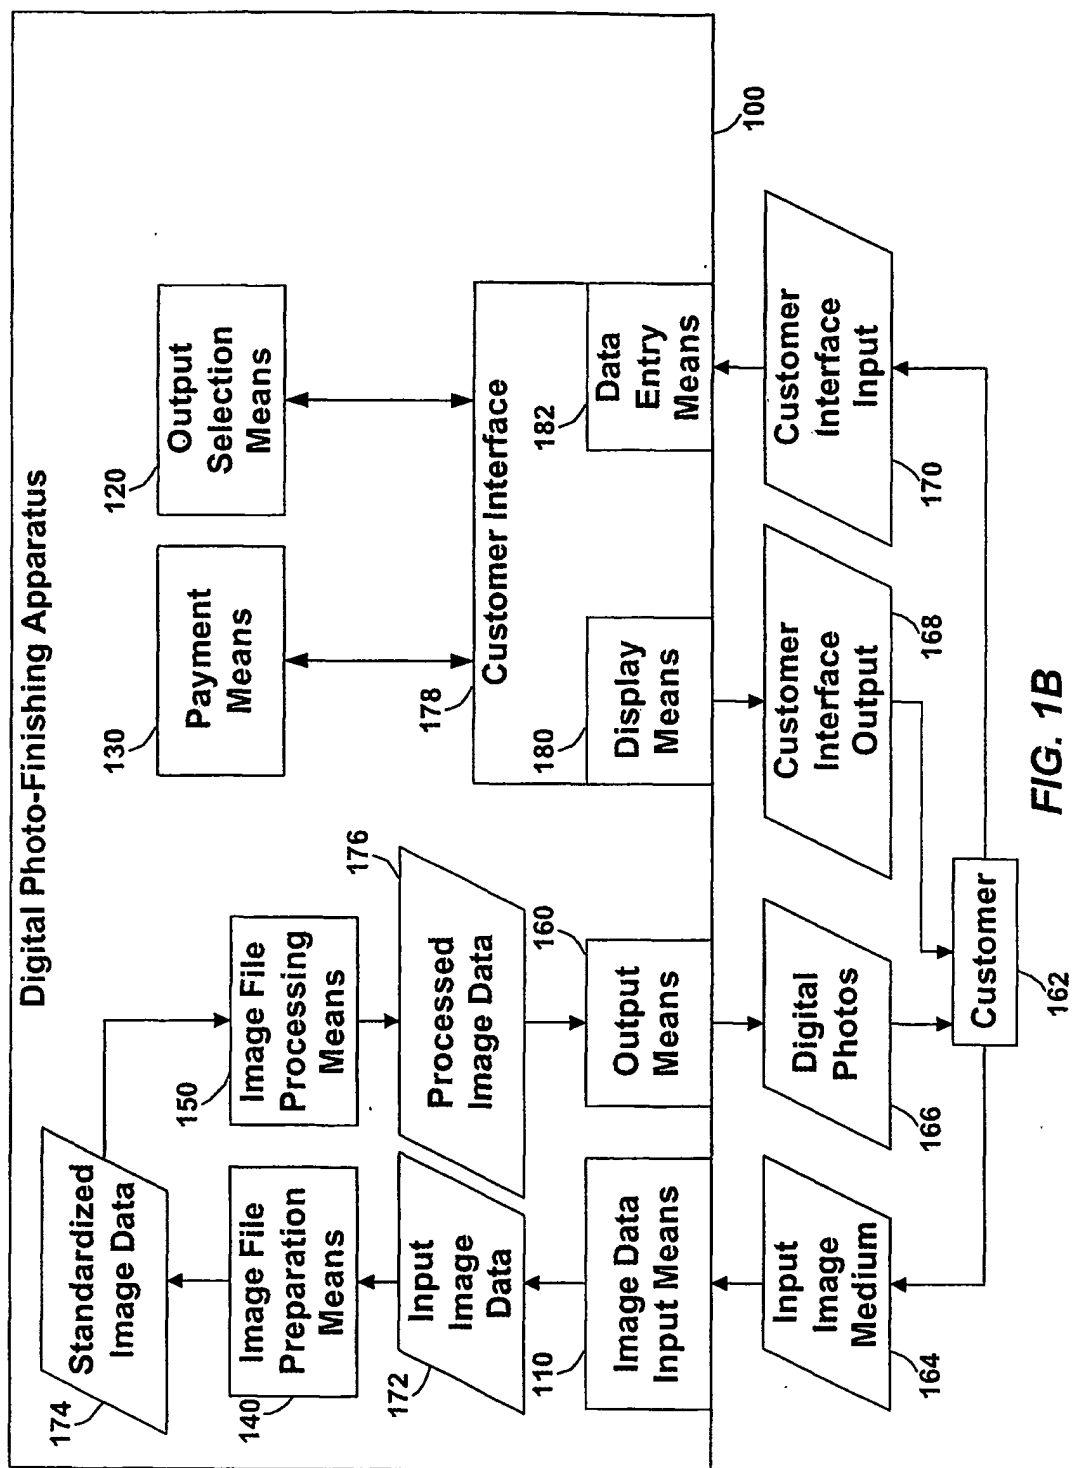 Digital Photo-Finishing Apparatus
174
Standardized
Image Data
140
Image File
Preparation
Means
150
Image File
Processing
Means
130
Payment
Means
120
Output
Selection
Means
172
Input
Image
Data
176
Processed
Image Data
178
Customer Interface
110
Image Data
Input Means
160
Output
Means
180
Display
Means
182
Data
Entry
Means
100
164
Input
Image
Medium
166
Digital
Photos
168
Customer
Interface
Output
170
Customer
Interface
Input
Customer
162
FIG. 1B